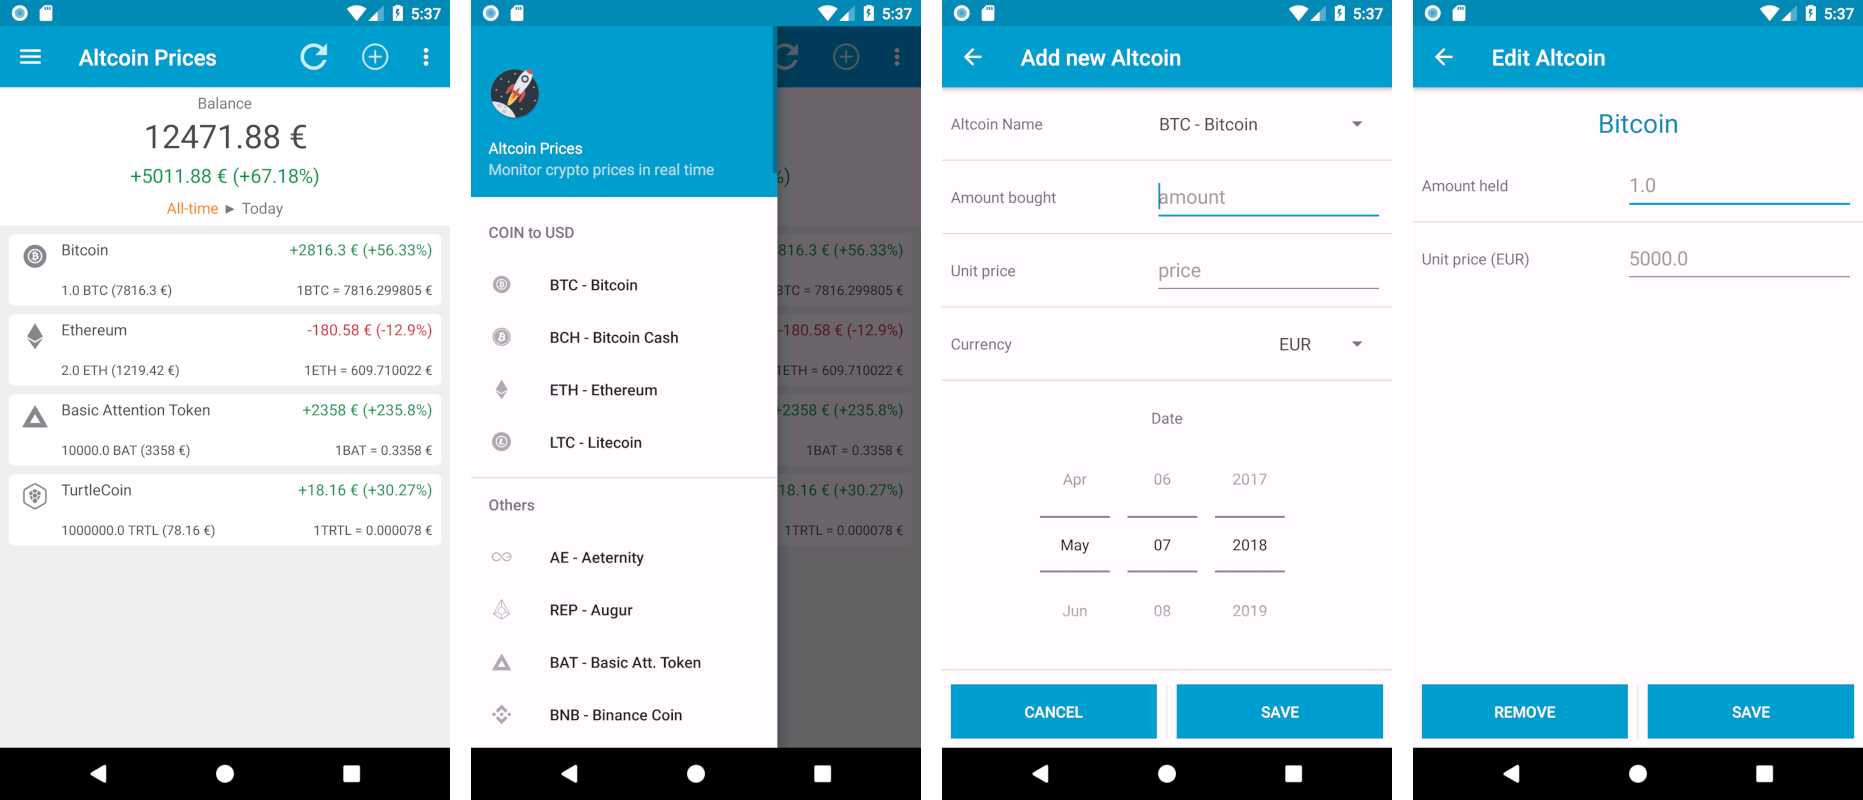 5:37
Altcoin Prices
Balance
12471.88 €
+5011.88 € (+67.18%)
All-time ► Today
Bitcoin +2816.3 € (+56.33%)
1.0 BTC (7816.3 €) 1BTC = 7816.299805 €
Ethereum -180.58 € (-12.9%)
2.0 ETH (1219.42 €) 1ETH = 609.710022 €
Basic Attention Token +2358 € (+235.8%)
10000.0 BAT (3358 €) 1BAT = 0.3358 €
TurtleCoin +18.16 € (+30.27%)
1000000.0 TRTL (78.16 €) 1TRTL = 0.000078 €
5:37
Altcoin Prices
Monitor crypto prices in real time
%)
COIN to USD
816.3 € (+56.33%)
BTC - Bitcoin
BTC = 7816.299805 €
BCH - Bitcoin Cash
-180.58 € (-12.9%)
1ETH = 609.710022 €
ETH - Ethereum
+2358 € (+235.8%)
LTC - Litecoin
1BAT = 0.3358 €
18.16 € (+30.27%)
Others
1TRTL = 0.000078 €
AE - Aeternity
REP - Augur
BAT - Basic Att. Token
BNB - Binance Coin
5:37
Add new Altcoin
Altcoin Name BTC - Bitcoin
Amount bought amount
Unit price price
Currency EUR
Date
Apr 06 2017
May 07 2018
Jun 08 2019
CANCEL SAVE
5:37
Edit Altcoin
Bitcoin
Amount held 1.0
Unit price (EUR) 5000.0
REMOVE SAVE